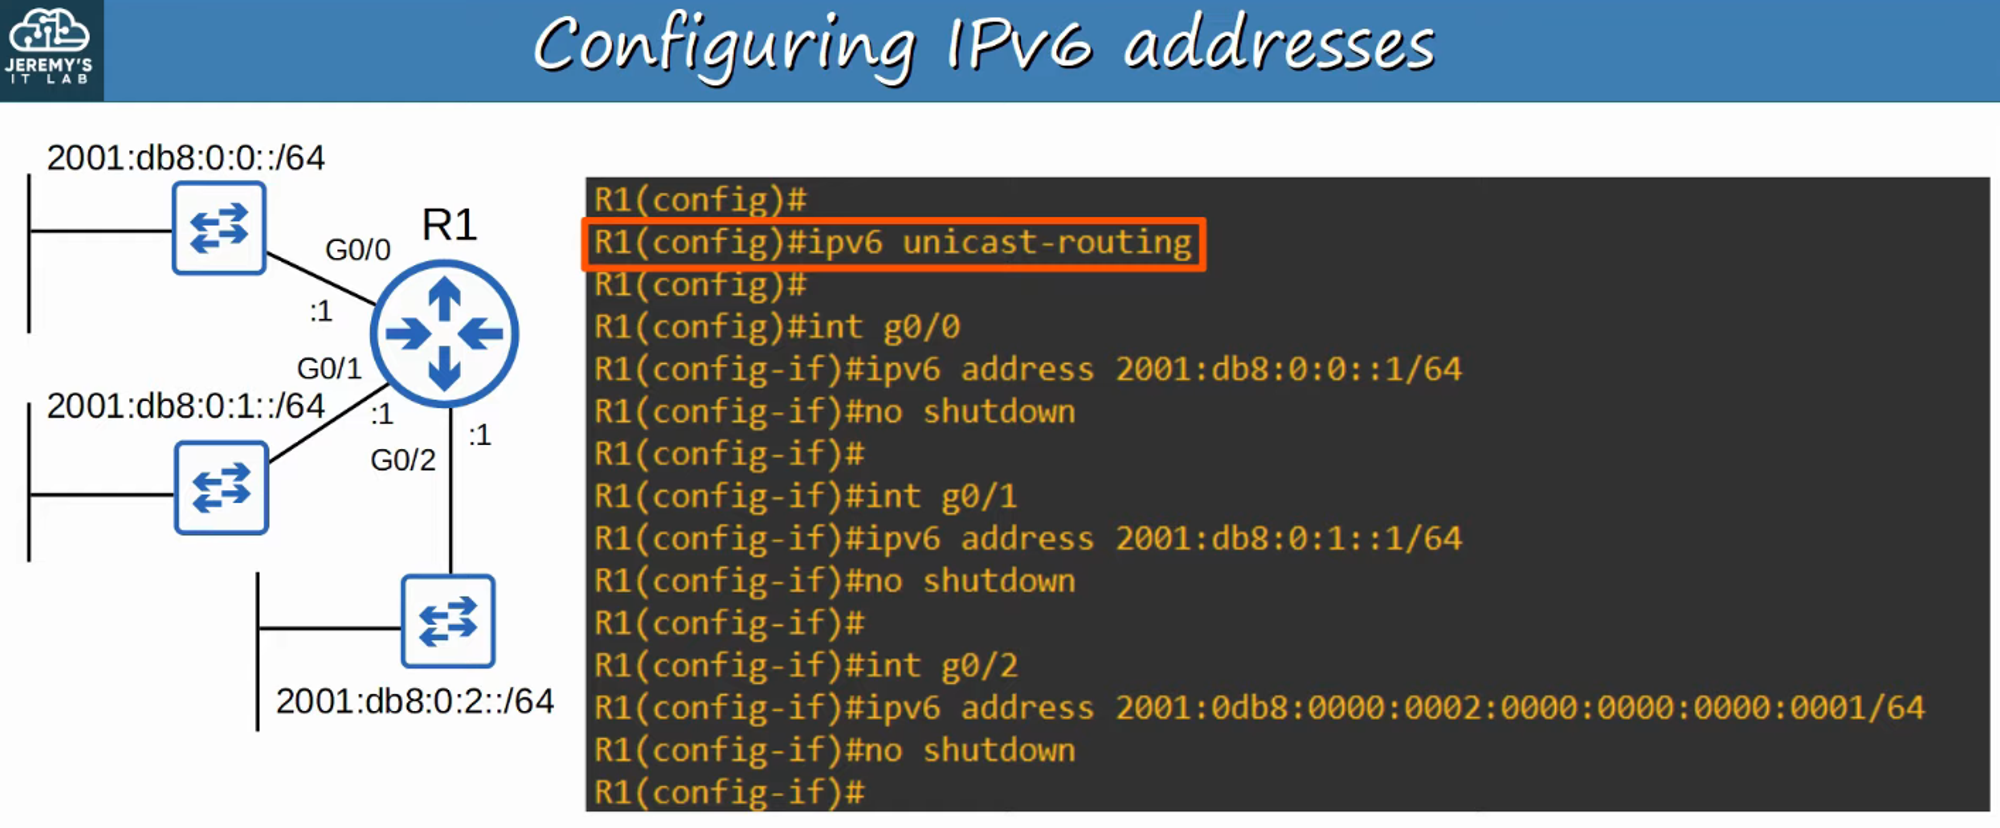 JEREMY'S
IT LAB
Configuring IPv6 addresses
2001:db8:0:0::/64
R1
G0/0
:1
G0/1
2001:db8:0:1::/64
:1
:1
G0/2
2001:db8:0:2::/64
R1(config)#
R1(config)#ipv6 unicast-routing
R1(config)#
R1(config)#int g0/0
R1(config-if)#ipv6 address 2001:db8:0:0::1/64
R1(config-if)#no shutdown
R1(config-if)#
R1(config-if)#int g0/1
R1(config-if)#ipv6 address 2001:db8:0:1::1/64
R1(config-if)#no shutdown
R1(config-if)#
R1(config-if)#int g0/2
R1(config-if)#ipv6 address 2001:0db8:0000:0002:0000:0000:0000:0001/64
R1(config-if)#no shutdown
R1(config-if)#